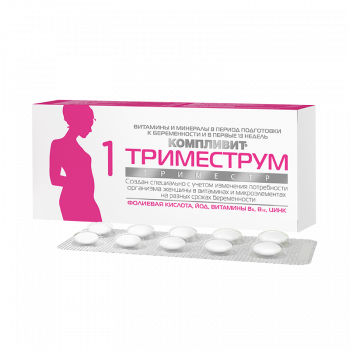 ВИТАМИНЫ И МИНЕРАЛЫ В ПЕРИОД ПОДГОТОВКИ
К БЕРЕМЕННОСТИ И В ПЕРВЫЕ 13 НЕДЕЛЬ
КОМПЛИВИТ®
1 ТРИМЕСТРУМ
ТРИМЕСТР
Создан специально с учетом изменения потребности
организма женщины в витаминах и микроэлементах
на разных сроках беременности
ФОЛИЕВАЯ КИСЛОТА, ЙОД, ВИТАМИНЫ B6, B12, ЦИНК